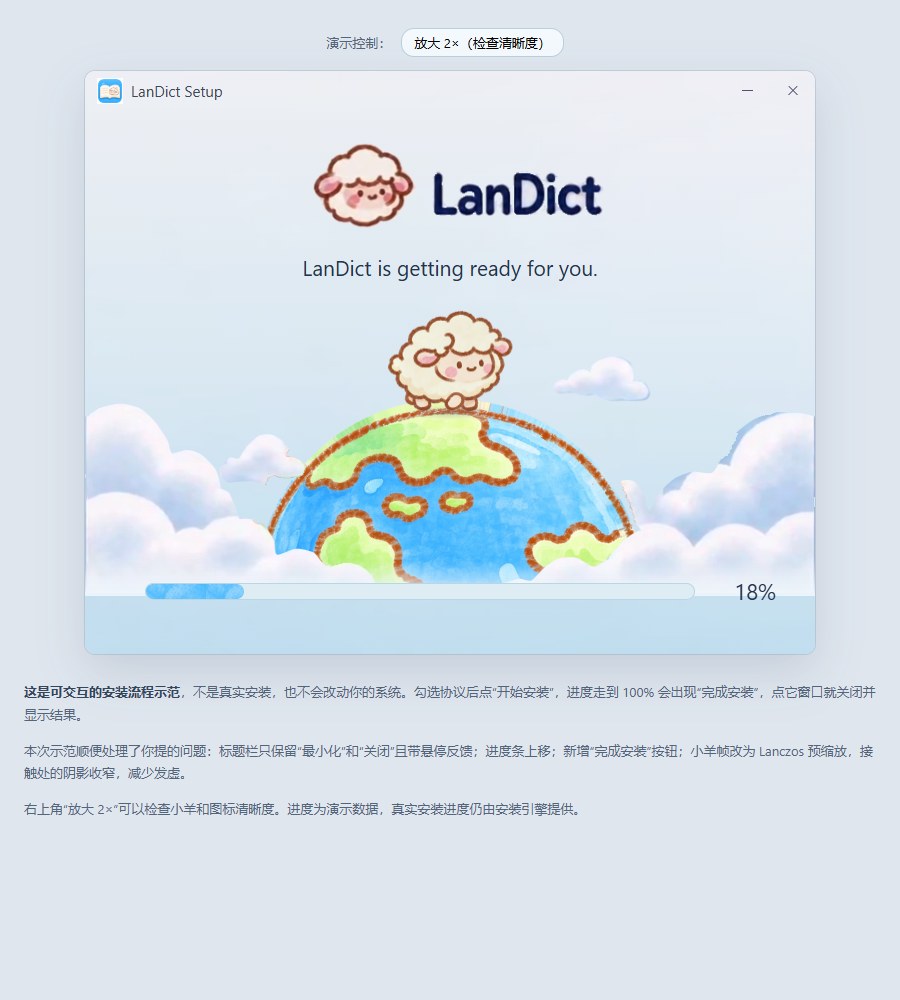 演示控制：
放大 2×（检查清晰度）
LanDict Setup
LanDict
LanDict is getting ready for you.
18%
这是可交互的安装流程示范，不是真实安装，也不会改动你的系统。勾选协议后点“开始安装”，进度走到 100% 会出现“完成安装”，点它窗口就关闭并
显示结果。
本次示范顺便处理了你提的问题：标题栏只保留“最小化”和“关闭”且带悬停反馈；进度条上移；新增“完成安装”按钮；小羊帧改为 Lanczos 预缩放，接
触处的阴影收窄，减少发虚。
右上角“放大 2×”可以检查小羊和图标清晰度。进度为演示数据，真实安装进度仍由安装引擎提供。